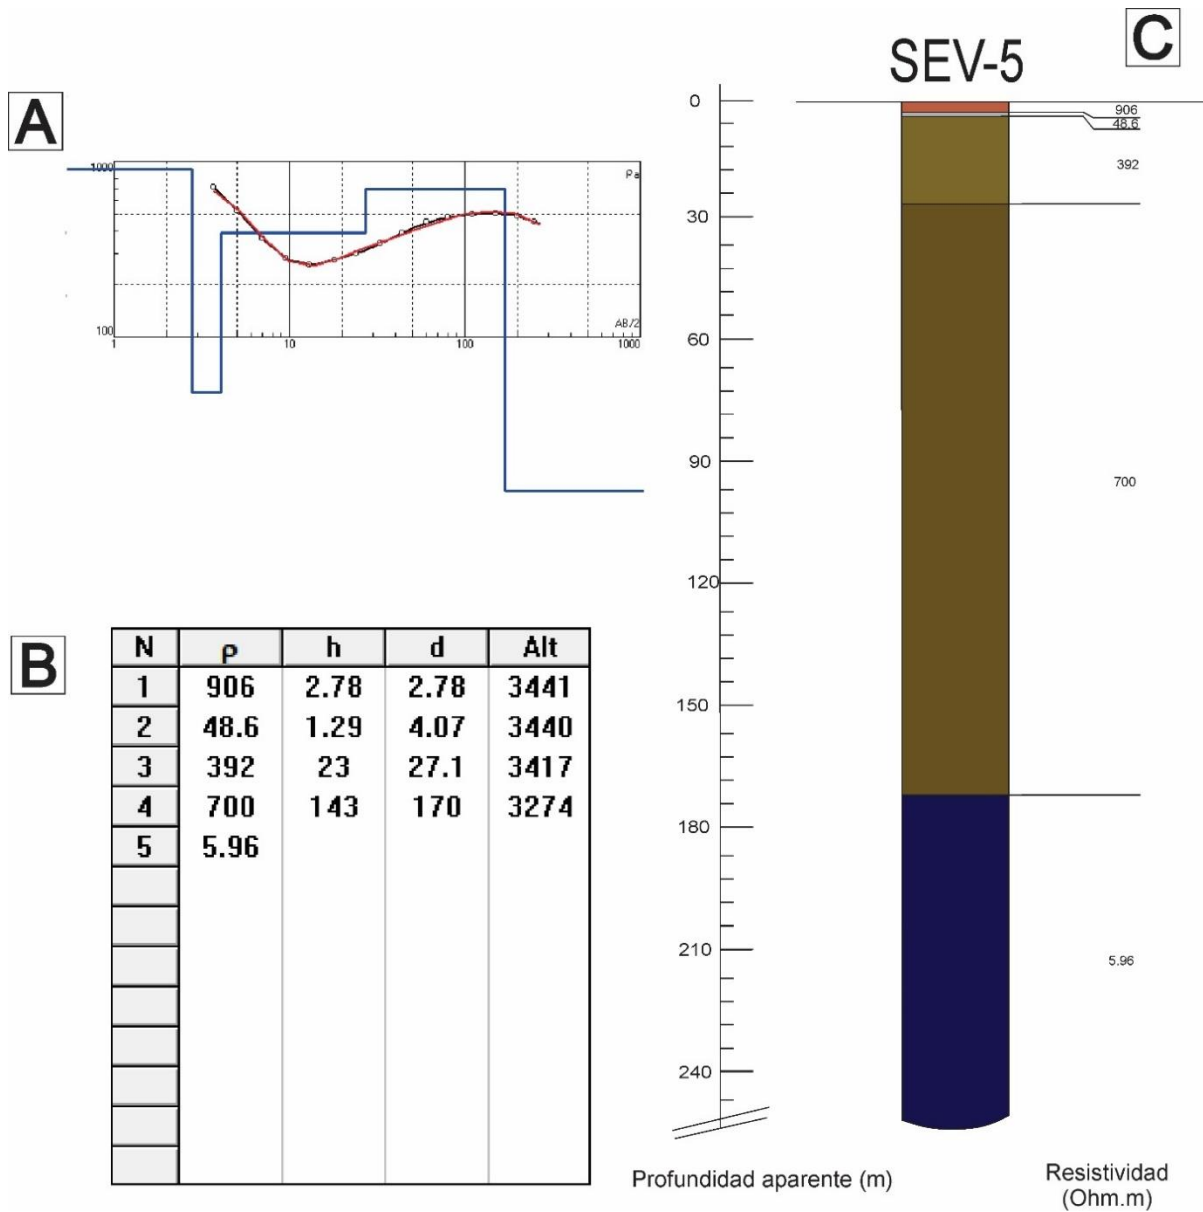 A
1000
ρa
100
AB/2
1
10
100
1000
B
N ρ h d Alt
1 906 2.78 2.78 3441
2 48.6 1.29 4.07 3440
3 392 23 27.1 3417
4 700 143 170 3274
5 5.96
C
SEV-5
0
30
60
90
120
150
180
210
240
906
48.6
392
700
5.96
Profundidad aparente (m)
Resistividad
(Ohm.m)